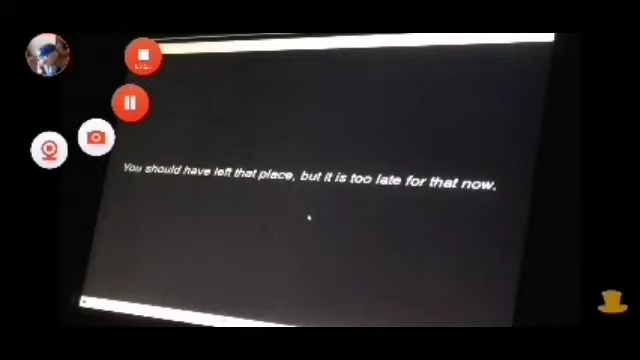 You should have left that place, but it is too late for that now.